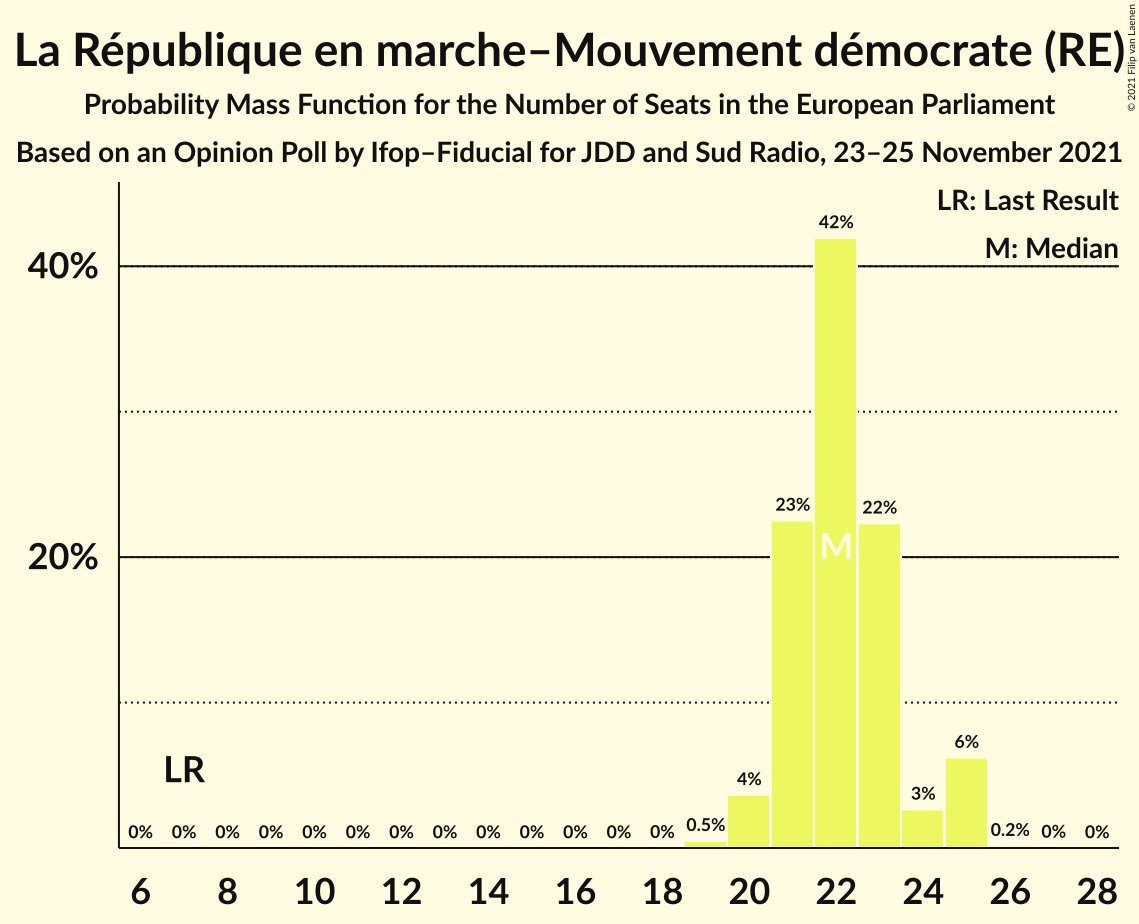 La République en marche–Mouvement démocrate (RE)
© 2021 Filip van Laenen
Probability Mass Function for the Number of Seats in the European Parliament
Based on an Opinion Poll by Ifop–Fiducial for JDD and Sud Radio, 23–25 November 2021
LR: Last Result
M: Median
42%
40%
23%
22%
M
20%
6%
LR
4%
3%
0% 0% 0% 0% 0% 0% 0% 0% 0% 0% 0% 0% 0% 0.5% 0.2% 0% 0%
6 8 10 12 14 16 18 20 22 24 26 28